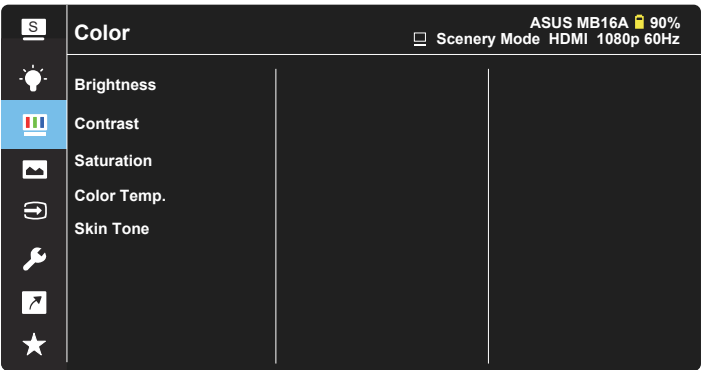 S
Color
ASUS MB16A 90%
Scenery Mode HDMI 1080p 60Hz
Brightness
Contrast
Saturation
Color Temp.
Skin Tone